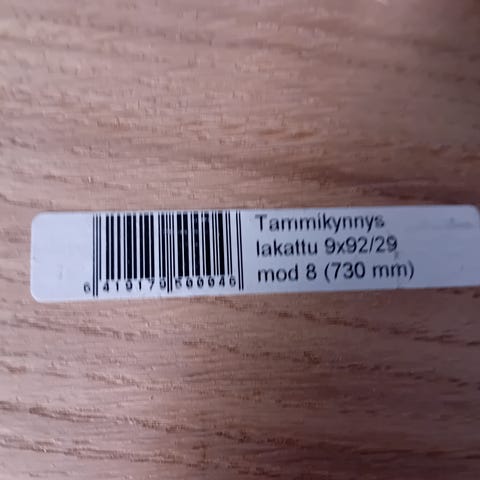 Tammikynnys
lakattu 9x92/29
mod 8 (730 mm)
6 419179 500046